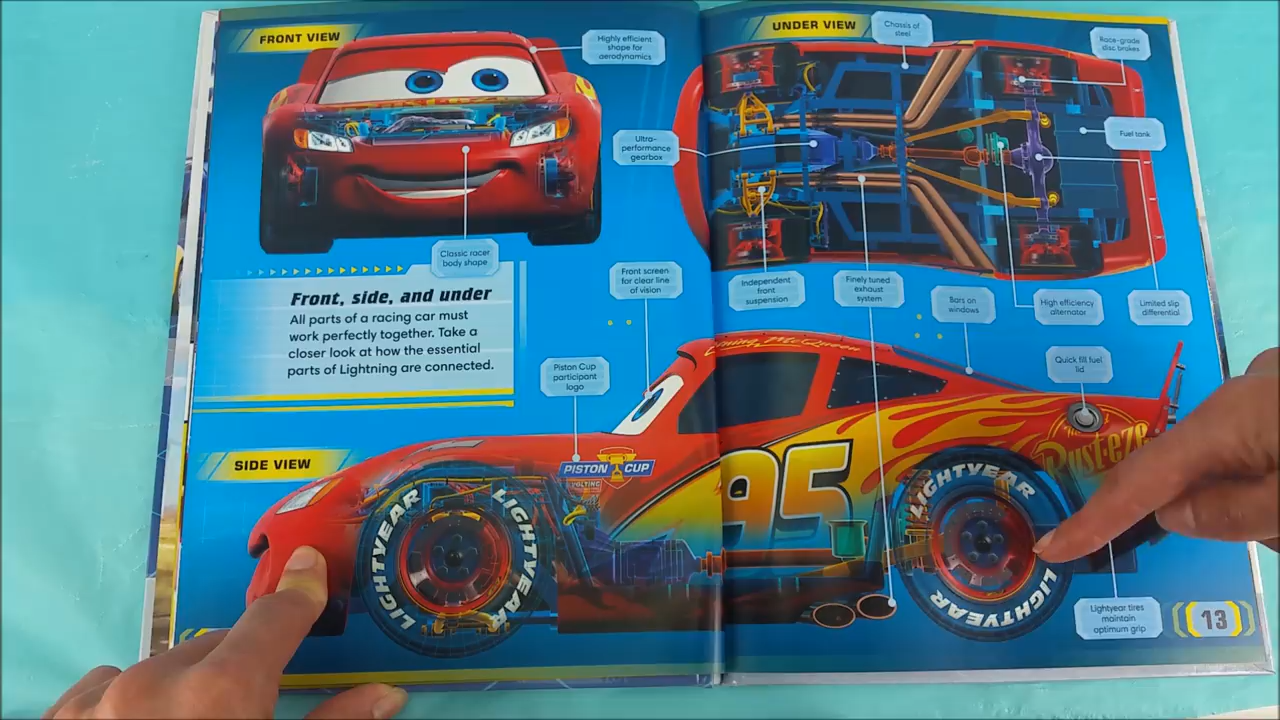 FRONT VIEW
Highly efficient
shape for
aerodynamics
Classic racer
body shape
Front, side, and under
All parts of a racing car must
work perfectly together. Take a
closer look at how the essential
parts of Lightning are connected.
UNDER VIEW
Chassis of
steel
Race-grade
disc brakes
Ultra-
performance
gearbox
Fuel tank
Independent
front
suspension
Finely tuned
exhaust
system
High efficiency
alternator
Limited slip
differential
SIDE VIEW
Front screen
for clear line
of vision
Bars on
windows
Piston Cup
participant
logo
Quick fill fuel
lid
Lightning McQueen
PISTON CUP
VOLTING
95
Rust-eze
LIGHTYEAR
LIGHTYEAR
LIGHTYEAR
LIGHTYEAR
Lightyear tires
maintain
optimum grip
13